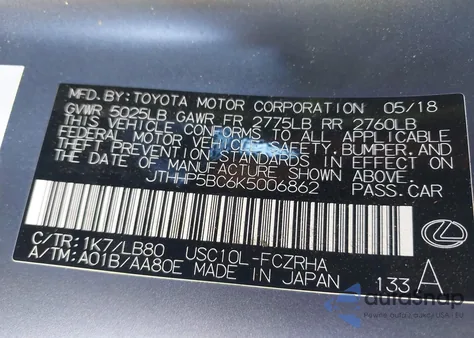 MFD. BY: TOYOTA MOTOR CORPORATION 05/18
GVWR 5025LB GAWR FR 2775LB RR 2760LB
THIS VEHICLE CONFORMS TO ALL APPLICABLE
FEDERAL MOTOR VEHICLE SAFETY, BUMPER, AND
THEFT PREVENTION STANDARDS IN EFFECT ON
THE DATE OF MANUFACTURE SHOWN ABOVE.
JTHHP5BC6K5006862 PASS.CAR
C/TR: 1K7/LB80 USC10L-FCZRHA
A/TM: A01B/AA80E MADE IN JAPAN 133 A
autosnap